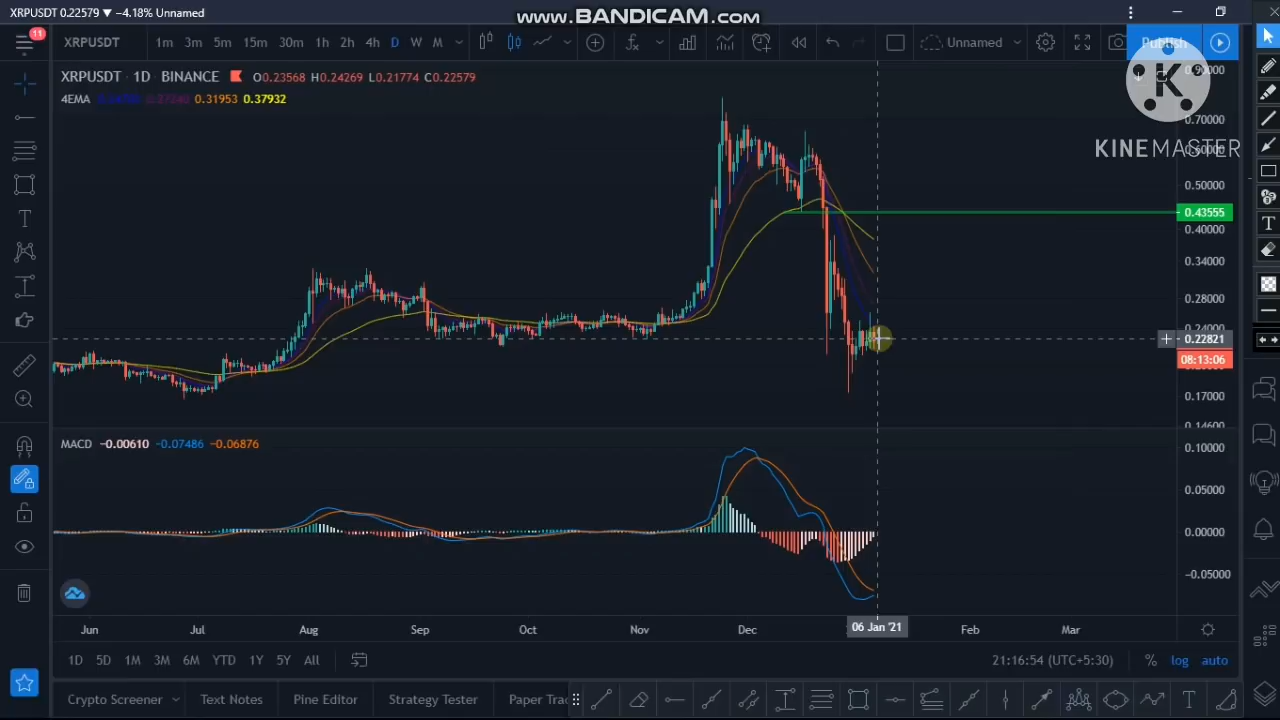 XRPUSDT 0.22579 ▼ −4.18% Unnamed
www.BANDICAM.com
11
XRPUSDT 1m 3m 5m 15m 30m 1h 2h 4h D W M Unnamed Publish
XRPUSDT · 1D · BINANCE O0.23568 H0.24269 L0.21774 C0.22579
4EMA 0.31953 0.37932
K
KINEMASTER
0.90000
0.70000
0.50000
0.43555
0.40000
0.34000
0.28000
0.24000
0.22821
08:13:06
0.17000
0.14600
MACD −0.00610 −0.07486 −0.06876
0.10000
0.05000
0.00000
−0.05000
Jun Jul Aug Sep Oct Nov Dec 06 Jan '21 Feb Mar
1D 5D 1M 3M 6M YTD 1Y 5Y All 21:16:54 (UTC+5:30) % log auto
Crypto Screener Text Notes Pine Editor Strategy Tester Paper Tra